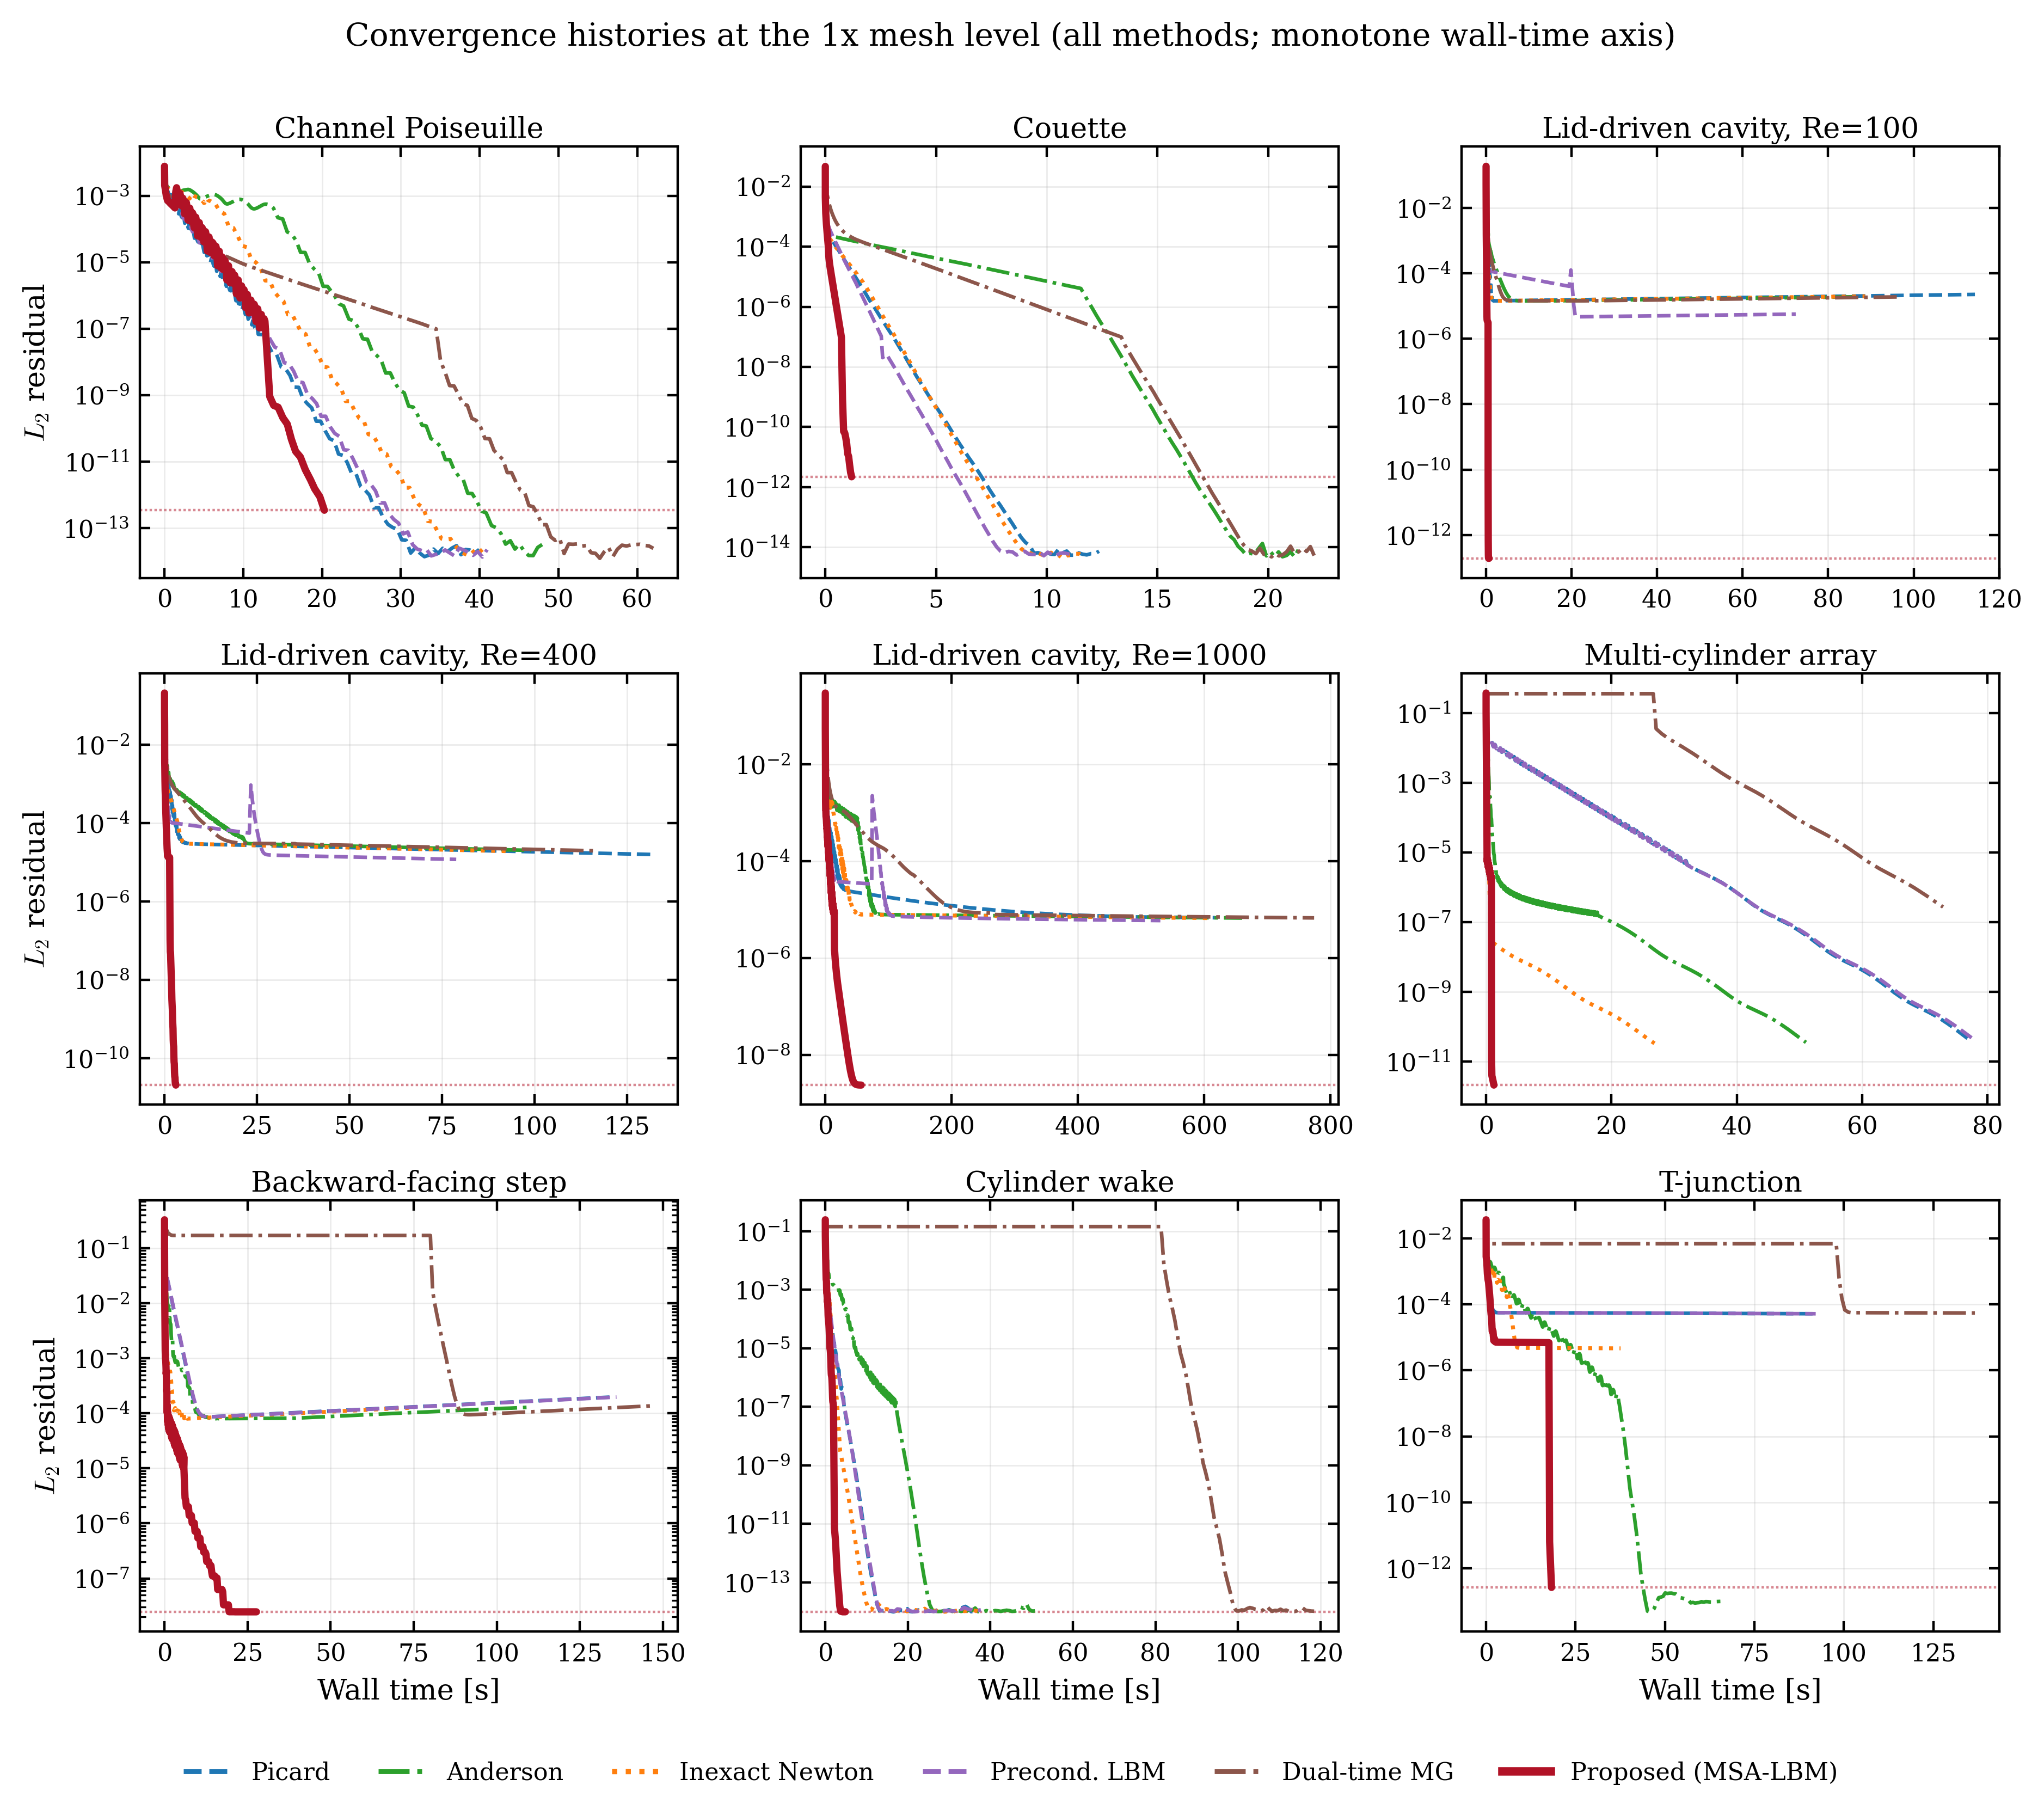 Convergence histories at the 1x mesh level (all methods; monotone wall-time axis)
Channel Poiseuille
L₂ residual
10⁻³
10⁻⁵
10⁻⁷
10⁻⁹
10⁻¹¹
10⁻¹³
0 10 20 30 40 50 60
Couette
10⁻²
10⁻⁴
10⁻⁶
10⁻⁸
10⁻¹⁰
10⁻¹²
10⁻¹⁴
0 5 10 15 20
Lid-driven cavity, Re=100
10⁻²
10⁻⁴
10⁻⁶
10⁻⁸
10⁻¹⁰
10⁻¹²
0 20 40 60 80 100 120
Lid-driven cavity, Re=400
L₂ residual
10⁻²
10⁻⁴
10⁻⁶
10⁻⁸
10⁻¹⁰
0 25 50 75 100 125
Lid-driven cavity, Re=1000
10⁻²
10⁻⁴
10⁻⁶
10⁻⁸
0 200 400 600 800
Multi-cylinder array
10⁻¹
10⁻³
10⁻⁵
10⁻⁷
10⁻⁹
10⁻¹¹
0 20 40 60 80
Backward-facing step
L₂ residual
10⁻¹
10⁻²
10⁻³
10⁻⁴
10⁻⁵
10⁻⁶
10⁻⁷
0 25 50 75 100 125 150
Wall time [s]
Cylinder wake
10⁻¹
10⁻³
10⁻⁵
10⁻⁷
10⁻⁹
10⁻¹¹
10⁻¹³
0 20 40 60 80 100 120
Wall time [s]
T-junction
10⁻²
10⁻⁴
10⁻⁶
10⁻⁸
10⁻¹⁰
10⁻¹²
0 25 50 75 100 125
Wall time [s]
Picard Anderson Inexact Newton Precond. LBM Dual-time MG Proposed (MSA-LBM)